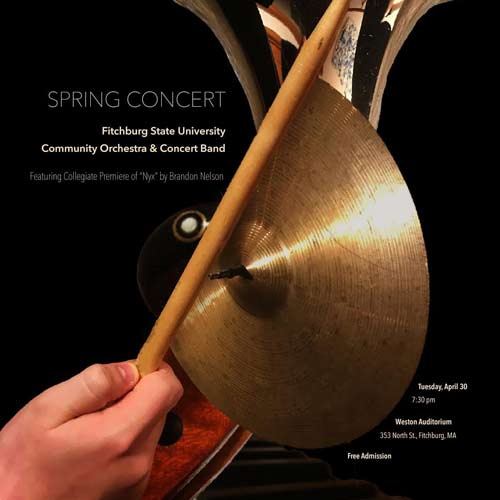 SPRING CONCERT
Fitchburg State University
Community Orchestra & Concert Band
Featuring Collegiate Premiere of "Nyx" by Brandon Nelson
Tuesday, April 30
7:30 pm
Weston Auditorium
353 North St., Fitchburg, MA
Free Admission